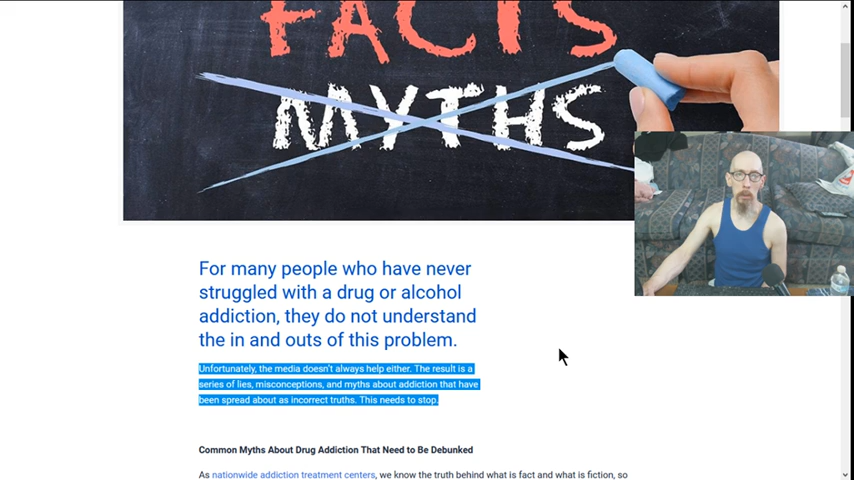 FACTS
MYTHS
For many people who have never
struggled with a drug or alcohol
addiction, they do not understand
the in and outs of this problem.
Unfortunately, the media doesn't always help either. The result is a
series of lies, misconceptions, and myths about addiction that have
been spread about as incorrect truths. This needs to stop.
Common Myths About Drug Addiction That Need to Be Debunked
As nationwide addiction treatment centers, we know the truth behind what is fact and what is fiction, so